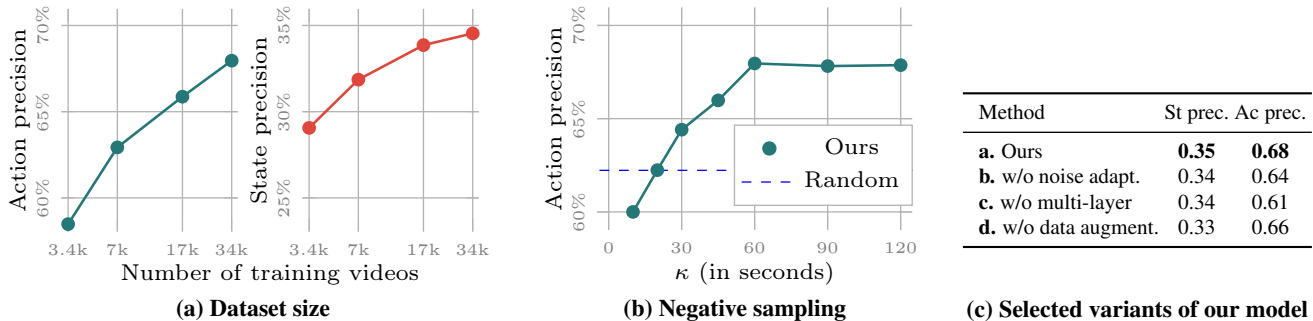 Action precision
70%
65%
60%
3.4k 7k 17k 34k
State precision
35%
30%
25%
3.4k 7k 17k 34k
Number of training videos
(a) Dataset size
Action precision
70%
65%
60%
0 30 60 90 120
κ (in seconds)
Ours
Random
(b) Negative sampling
Method St prec. Ac prec.
a. Ours 0.35 0.68
b. w/o noise adapt. 0.34 0.64
c. w/o multi-layer 0.34 0.61
d. w/o data augment. 0.33 0.66
(c) Selected variants of our model